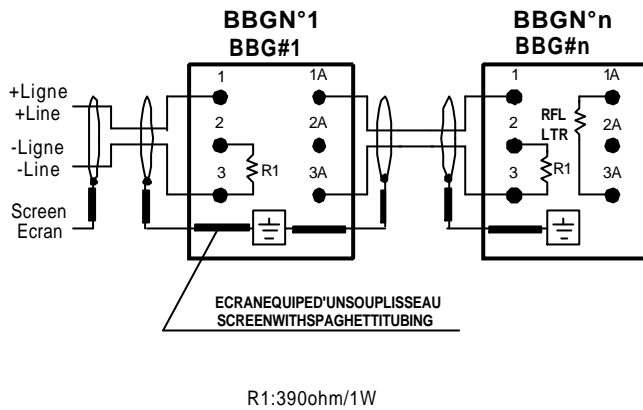 BBGN°1
BBG#1
BBGN°n
BBG#n
+Ligne
+Line
-Ligne
-Line
Screen
Ecran
1
1A
2
2A
R1
3
3A
1
1A
RFL
LTR
2
2A
R1
3
3A
ECRANEQUIPED'UNSOUPLISSEAU
SCREENWITHSPAGHETTITUBING
R1:390ohm/1W